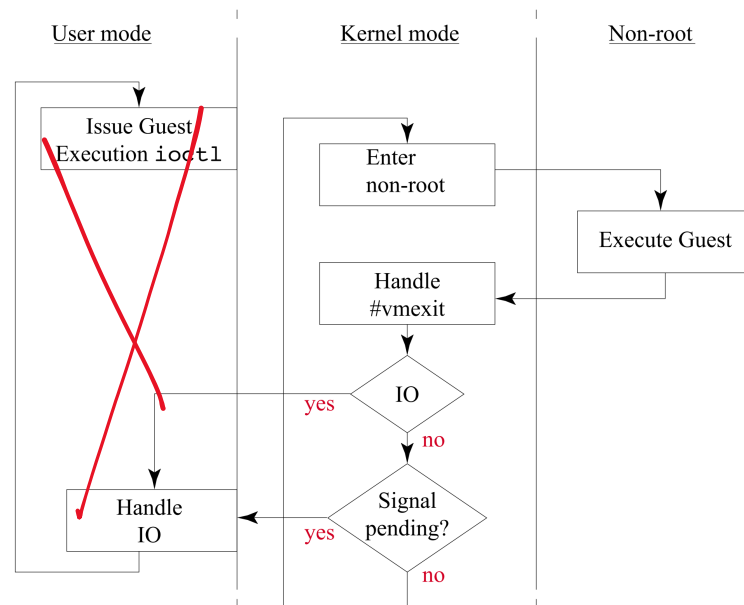 User mode
Kernel mode
Non-root
Issue Guest
Execution ioctl
Enter
non-root
Execute Guest
Handle
#vmexit
IO
yes
no
Handle
IO
Signal
pending?
yes
no